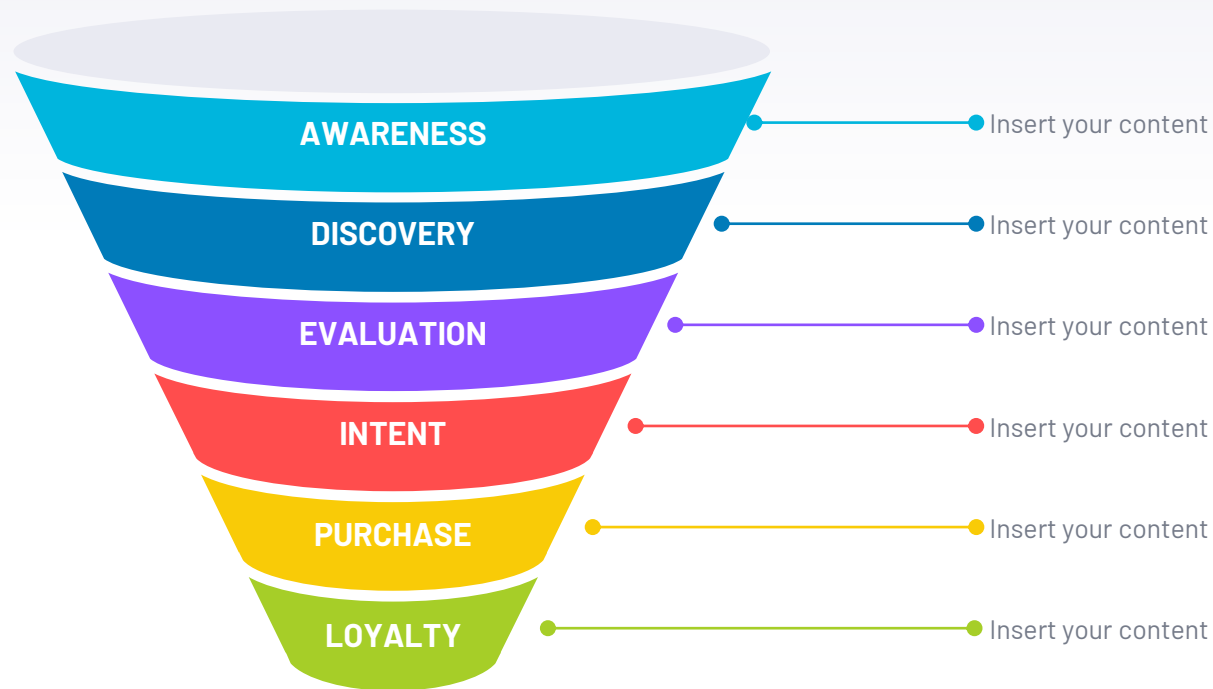 AWARENESS
Insert your content
DISCOVERY
Insert your content
EVALUATION
Insert your content
INTENT
Insert your content
PURCHASE
Insert your content
LOYALTY
Insert your content